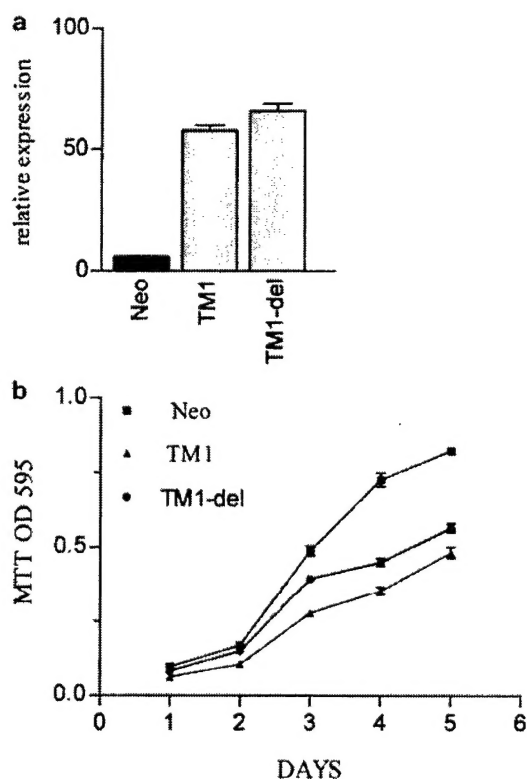 a
100
50
0
relative expression
Neo
TM1
TM1-del
b
1.0
0.5
0.0
MTT OD 595
Neo
TM1
TM1-del
0 1 2 3 4 5 6
DAYS